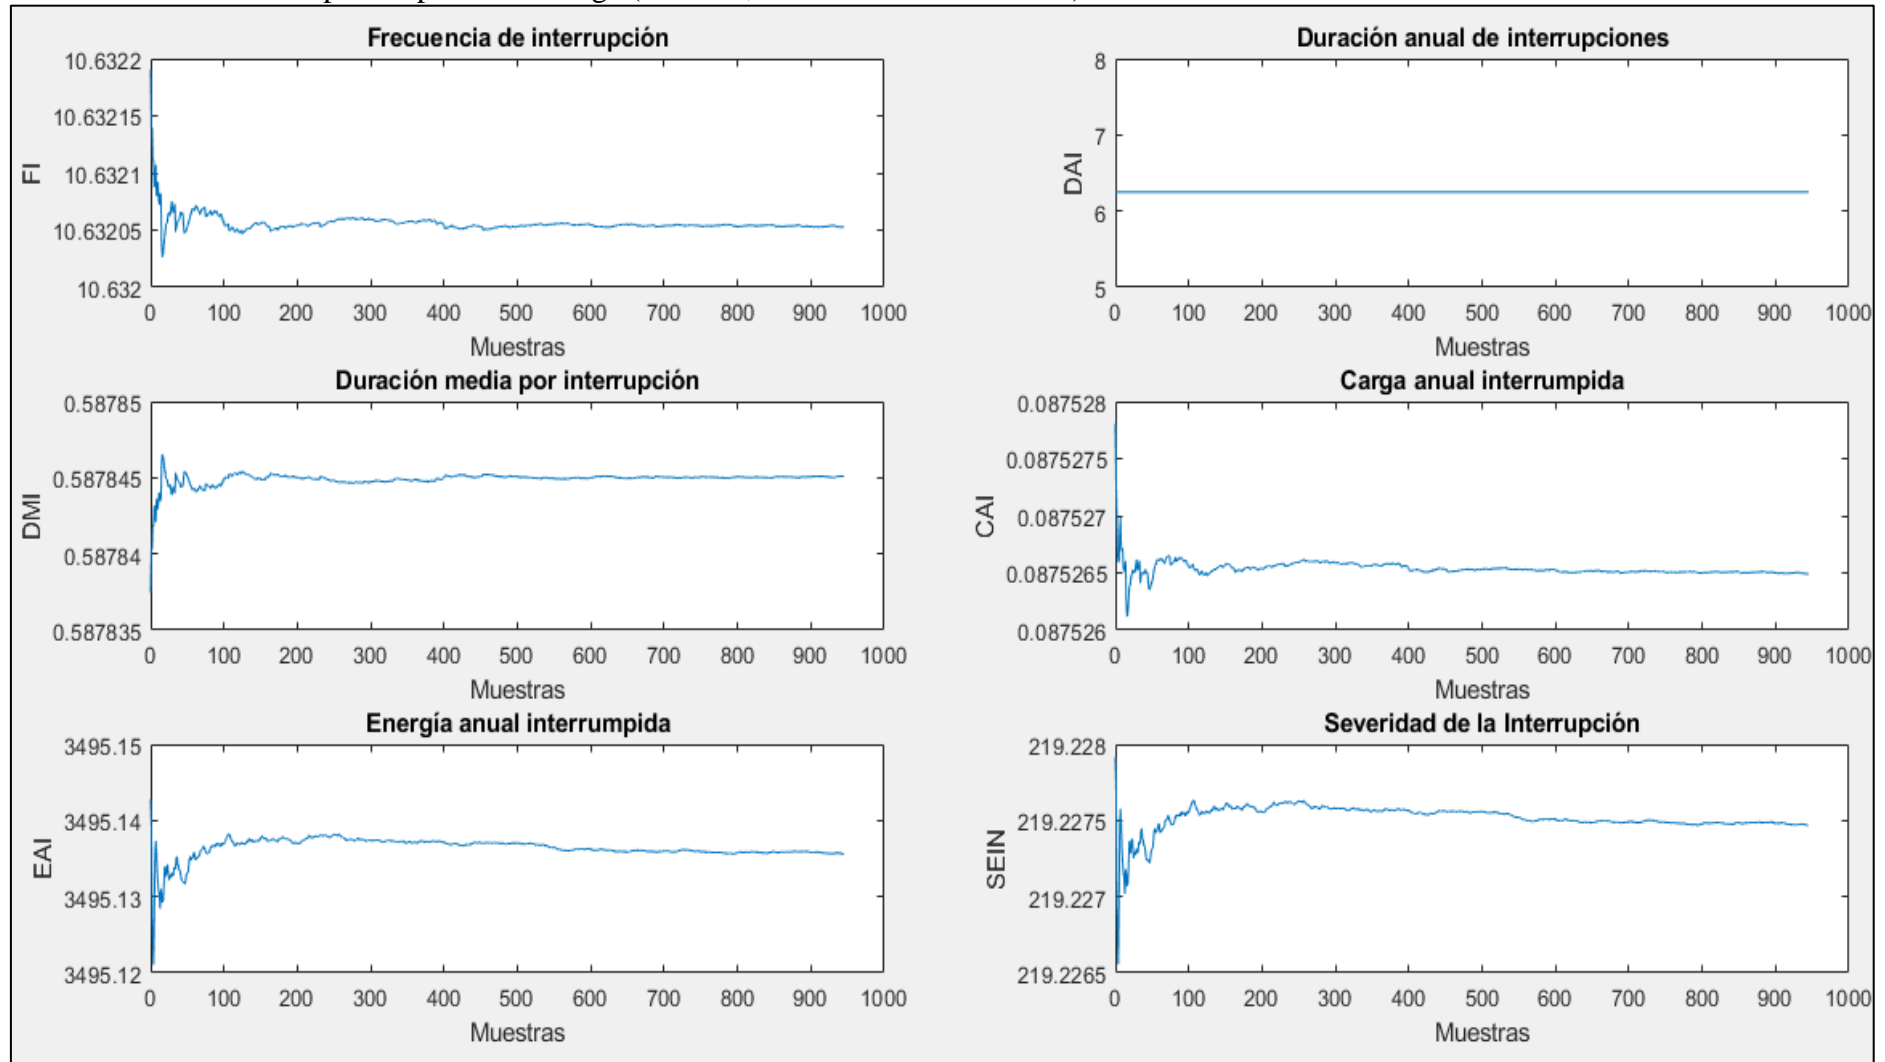 Frecuencia de interrupción
10.6322
10.63215
10.6321
10.63205
10.632
FI
0 100 200 300 400 500 600 700 800 900 1000
Muestras
Duración anual de interrupciones
8
7
6
5
DAI
0 100 200 300 400 500 600 700 800 900 1000
Muestras
Duración media por interrupción
0.58785
0.587845
0.58784
0.587835
DMI
0 100 200 300 400 500 600 700 800 900 1000
Muestras
Carga anual interrumpida
0.087528
0.0875275
0.087527
0.0875265
0.087526
CAI
0 100 200 300 400 500 600 700 800 900 1000
Muestras
Energía anual interrumpida
3495.15
3495.14
3495.13
3495.12
EAI
0 100 200 300 400 500 600 700 800 900 1000
Muestras
Severidad de la Interrupción
219.228
219.2275
219.227
219.2265
SEIN
0 100 200 300 400 500 600 700 800 900 1000
Muestras